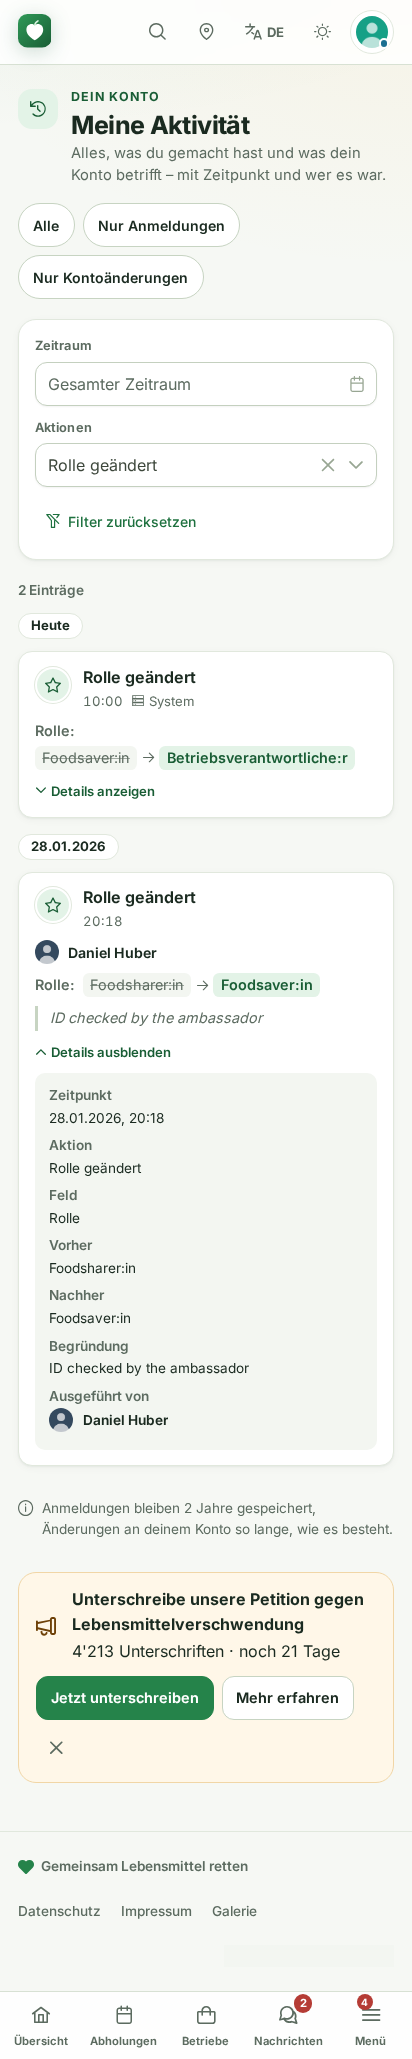 DE
DEIN KONTO
Meine Aktivität
Alles, was du gemacht hast und was dein
Konto betrifft – mit Zeitpunkt und wer es war.
Alle
Nur Anmeldungen
Nur Kontoänderungen
Zeitraum
Gesamter Zeitraum
Aktionen
Rolle geändert
Filter zurücksetzen
2 Einträge
Heute
Rolle geändert
10:00 System
Rolle:
Foodsaver:in → Betriebsverantwortliche:r
Details anzeigen
28.01.2026
Rolle geändert
20:18
Daniel Huber
Rolle: Foodsharer:in → Foodsaver:in
ID checked by the ambassador
Details ausblenden
Zeitpunkt
28.01.2026, 20:18
Aktion
Rolle geändert
Feld
Rolle
Vorher
Foodsharer:in
Nachher
Foodsaver:in
Begründung
ID checked by the ambassador
Ausgeführt von
Daniel Huber
Anmeldungen bleiben 2 Jahre gespeichert,
Änderungen an deinem Konto so lange, wie es besteht.
Unterschreibe unsere Petition gegen
Lebensmittelverschwendung
4'213 Unterschriften · noch 21 Tage
Jetzt unterschreiben
Mehr erfahren
Gemeinsam Lebensmittel retten
Datenschutz Impressum Galerie
2
4
Übersicht Abholungen Betriebe Nachrichten Menü